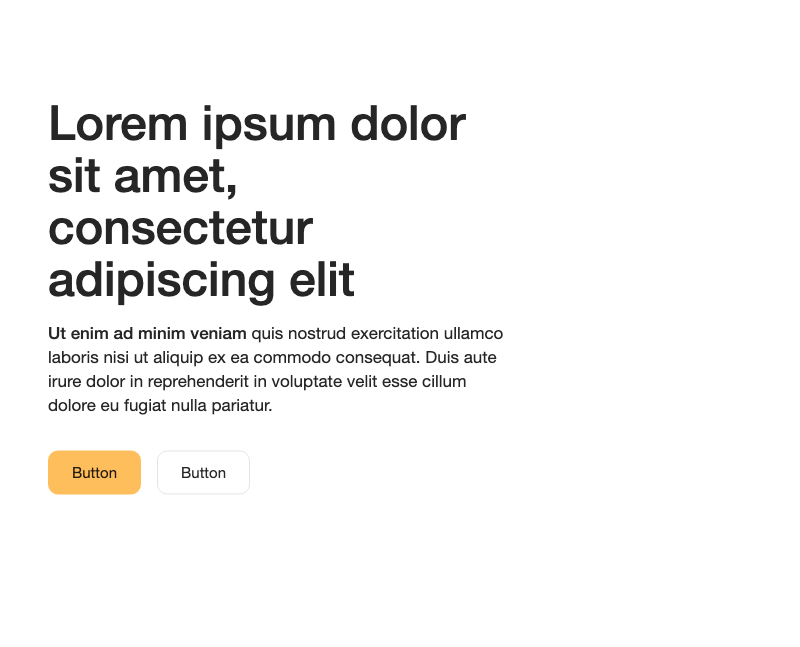 Lorem ipsum dolor
sit amet,
consectetur
adipiscing elit
Ut enim ad minim veniam quis nostrud exercitation ullamco
laboris nisi ut aliquip ex ea commodo consequat. Duis aute
irure dolor in reprehenderit in voluptate velit esse cillum
dolore eu fugiat nulla pariatur.
Button
Button